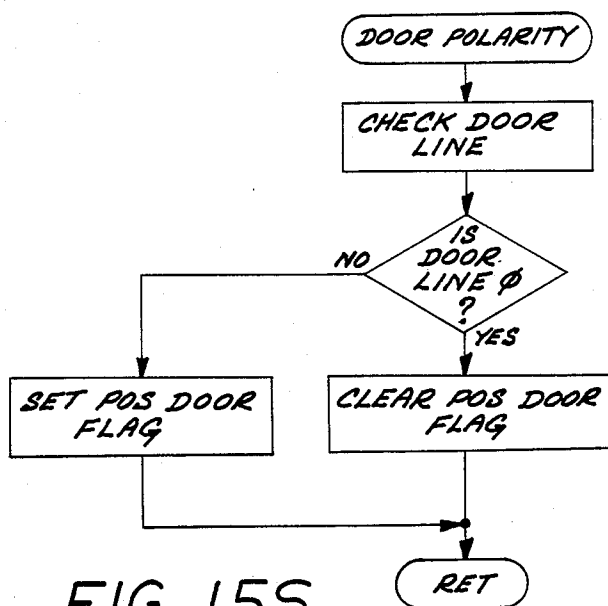 DOOR POLARITY
CHECK DOOR
LINE
IS
DOOR
LINE Ø
?
NO
YES
SET POS DOOR
FLAG
CLEAR POS DOOR
FLAG
RET
FIG. 15S